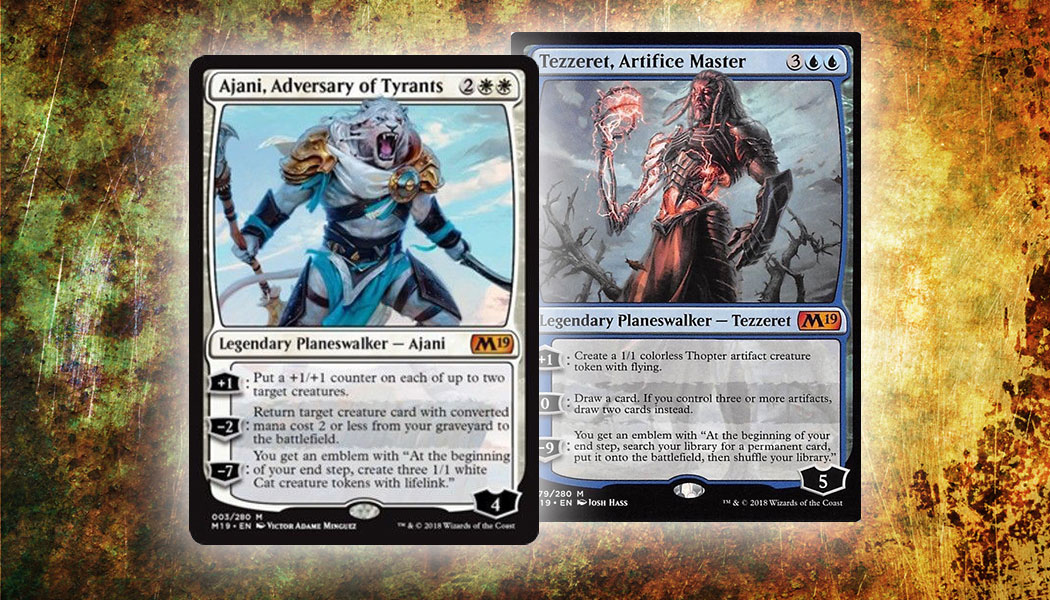 Ajani, Adversary of Tyrants 2
Legendary Planeswalker — Ajani M19
+1 : Put a +1/+1 counter on each of up to two
target creatures.
Return target creature card with converted
-2 : mana cost 2 or less from your graveyard to
the battlefield.
You get an emblem with “At the beginning
-7 : of your end step, create three 1/1 white
Cat creature tokens with lifelink.”
4
003/280 M
M19 • EN Victor Adame Minguez
™ & © 2018 Wizards of the Coast
Tezzeret, Artifice Master 3
Legendary Planeswalker — Tezzeret M19
+1 : Create a 1/1 colorless Thopter artifact creature
token with flying.
0 : Draw a card. If you control three or more artifacts,
draw two cards instead.
You get an emblem with “At the beginning of your
-9 : end step, search your library for a permanent card,
put it onto the battlefield, then shuffle your library.”
5
79/280 M
19 • EN Josh Hass
™ & © 2018 Wizards of the Coast